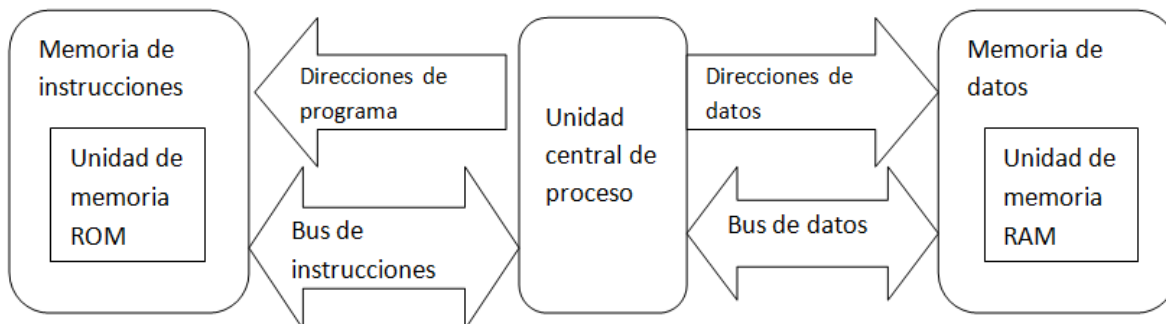 Memoria de
instrucciones
Unidad de
memoria
ROM
Direcciones de
programa
Bus de
instrucciones
Unidad
central de
proceso
Direcciones de
datos
Bus de datos
Memoria de
datos
Unidad de
memoria
RAM